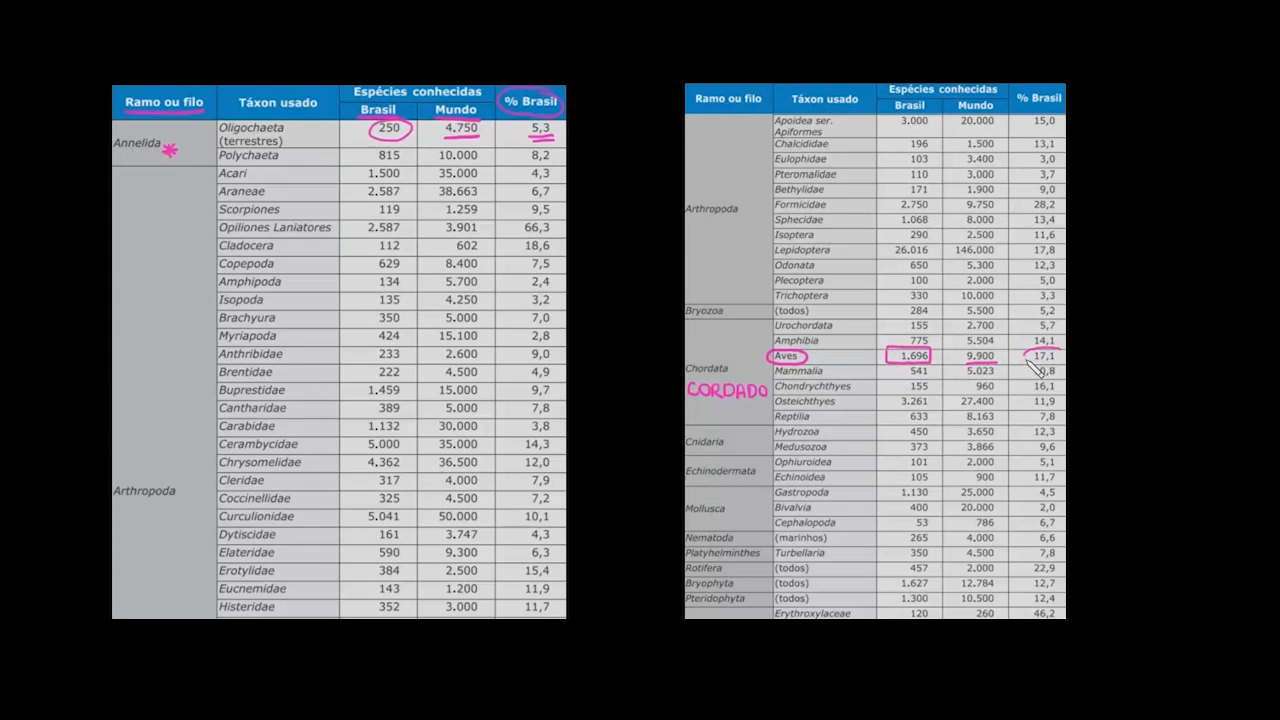 Ramo ou filo Táxon usado Espécies conhecidas % Brasil
Brasil Mundo
Annelida * Oligochaeta (terrestres) 250 4.750 5,3
Polychaeta 815 10.000 8,2
Arthropoda
Acari 1.500 35.000 4,3
Araneae 2.587 38.663 6,7
Scorpiones 119 1.259 9,5
Opiliones Laniatores 2.587 3.901 66,3
Cladocera 112 602 18,6
Copepoda 629 8.400 7,5
Amphipoda 134 5.700 2,4
Isopoda 135 4.250 3,2
Brachyura 350 5.000 7,0
Myriapoda 424 15.100 2,8
Anthribidae 233 2.600 9,0
Brentidae 222 4.500 4,9
Buprestidae 1.459 15.000 9,7
Cantharidae 389 5.000 7,8
Carabidae 1.132 30.000 3,8
Cerambycidae 5.000 35.000 14,3
Chrysomelidae 4.362 36.500 12,0
Cleridae 317 4.000 7,9
Coccinellidae 325 4.500 7,2
Curculionidae 5.041 50.000 10,1
Dytiscidae 161 3.747 4,3
Elateridae 590 9.300 6,3
Erotylidae 384 2.500 15,4
Eucnemidae 143 1.200 11,9
Histeridae 352 3.000 11,7
Ramo ou filo Táxon usado Espécies conhecidas % Brasil
Brasil Mundo
Arthropoda
Apoidea ser. Apiformes 3.000 20.000 15,0
Chalcididae 196 1.500 13,1
Eulophidae 103 3.400 3,0
Pteromalidae 110 3.000 3,7
Bethylidae 171 1.900 9,0
Formicidae 2.750 9.750 28,2
Sphecidae 1.068 8.000 13,4
Isoptera 290 2.500 11,6
Lepidoptera 26.016 146.000 17,8
Odonata 650 5.300 12,3
Plecoptera 100 2.000 5,0
Trichoptera 330 10.000 3,3
Bryozoa (todos) 284 5.500 5,2
Chordata
CORDADO
Urochordata 155 2.700 5,7
Amphibia 775 5.504 14,1
Aves 1.696 9.900 17,1
Mammalia 541 5.023
Chondrychthyes 155 960 16,1
Osteichthyes 3.261 27.400 11,9
Reptilia 633 8.163 7,8
Cnidaria
Hydrozoa 450 3.650 12,3
Medusozoa 373 3.866 9,6
Echinodermata
Ophiuroidea 101 2.000 5,1
Echinoidea 105 900 11,7
Mollusca
Gastropoda 1.130 25.000 4,5
Bivalvia 400 20.000 2,0
Cephalopoda 53 786 6,7
Nematoda (marinhos) 265 4.000 6,6
Platyhelminthes Turbellaria 350 4.500 7,8
Rotifera (todos) 457 2.000 22,9
Bryophyta (todos) 1.627 12.784 12,7
Pteridophyta (todos) 1.300 10.500 12,4
Erythroxylaceae 120 260 46,2